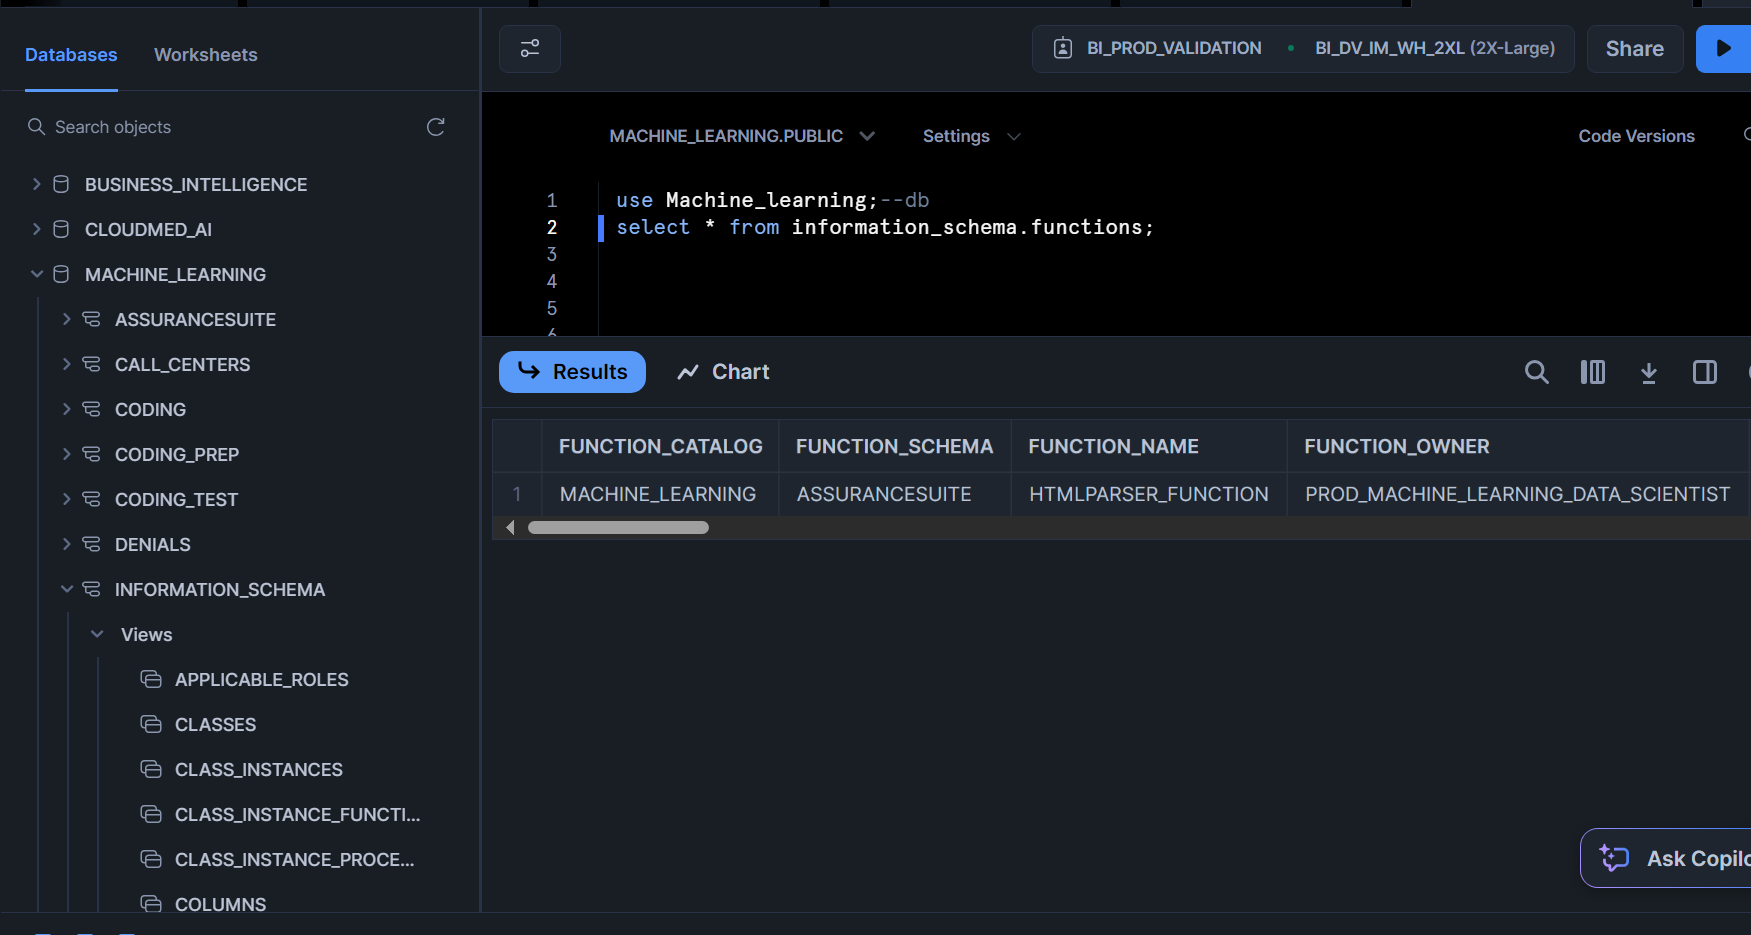 Databases Worksheets
Search objects
BUSINESS_INTELLIGENCE
CLOUDMED_AI
MACHINE_LEARNING
ASSURANCESUITE
CALL_CENTERS
CODING
CODING_PREP
CODING_TEST
DENIALS
INFORMATION_SCHEMA
Views
APPLICABLE_ROLES
CLASSES
CLASS_INSTANCES
CLASS_INSTANCE_FUNCTI...
CLASS_INSTANCE_PROCE...
COLUMNS
BI_PROD_VALIDATION • BI_DV_IM_WH_2XL (2X-Large) Share
MACHINE_LEARNING.PUBLIC Settings Code Versions
1 use Machine_learning;--db
2 select * from information_schema.functions;
3
4
5
6
Results Chart
FUNCTION_CATALOG FUNCTION_SCHEMA FUNCTION_NAME FUNCTION_OWNER
1 MACHINE_LEARNING ASSURANCESUITE HTMLPARSER_FUNCTION PROD_MACHINE_LEARNING_DATA_SCIENTIST
Ask Copilo